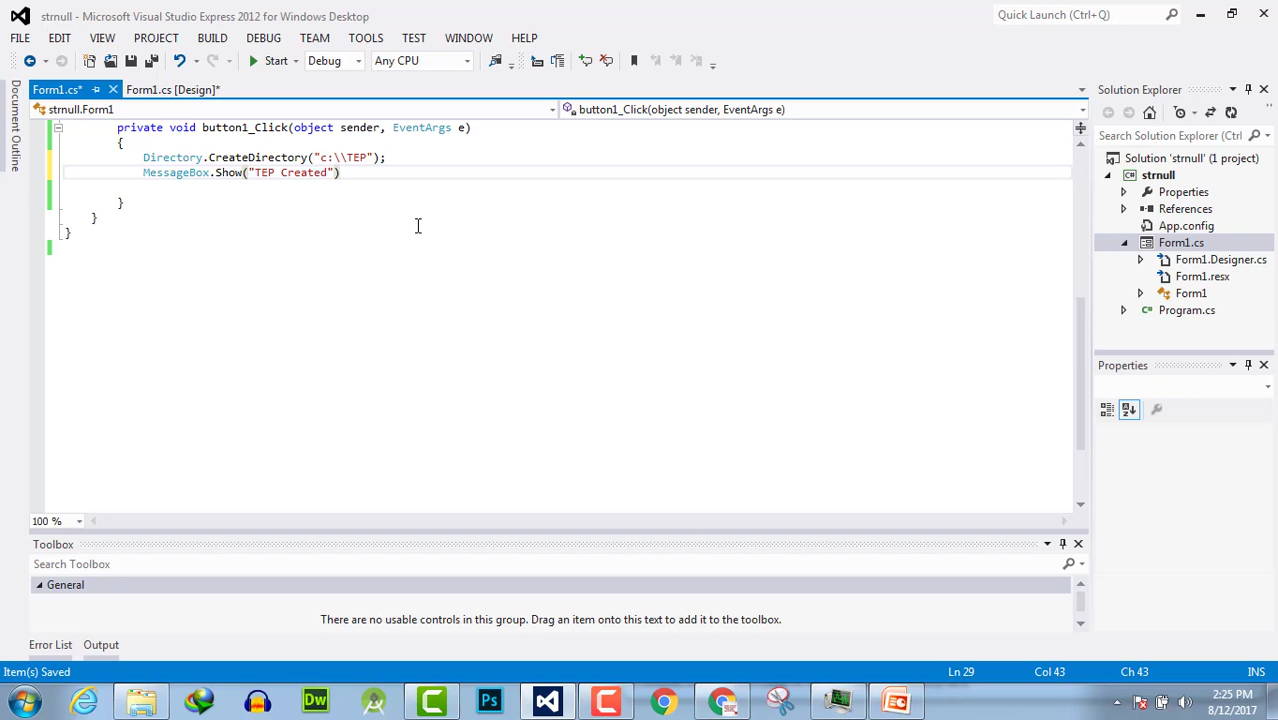 strnull - Microsoft Visual Studio Express 2012 for Windows Desktop
Quick Launch (Ctrl+Q)
FILE EDIT VIEW PROJECT BUILD DEBUG TEAM TOOLS TEST WINDOW HELP
Start Debug Any CPU
Document Outline
Form1.cs* Form1.cs [Design]*
strnull.Form1 button1_Click(object sender, EventArgs e)
private void button1_Click(object sender, EventArgs e)
{
Directory.CreateDirectory("c:\\TEP");
MessageBox.Show("TEP Created")
}
}
}
100 %
Toolbox
Search Toolbox
General
There are no usable controls in this group. Drag an item onto this text to add it to the toolbox.
Error List Output
Solution Explorer
Search Solution Explorer (Ctrl+
Solution 'strnull' (1 project)
strnull
Properties
References
App.config
Form1.cs
Form1.Designer.cs
Form1.resx
Form1
Program.cs
Properties
Item(s) Saved Ln 29 Col 43 Ch 43 INS
Dw Ps
2:25 PM
8/12/2017